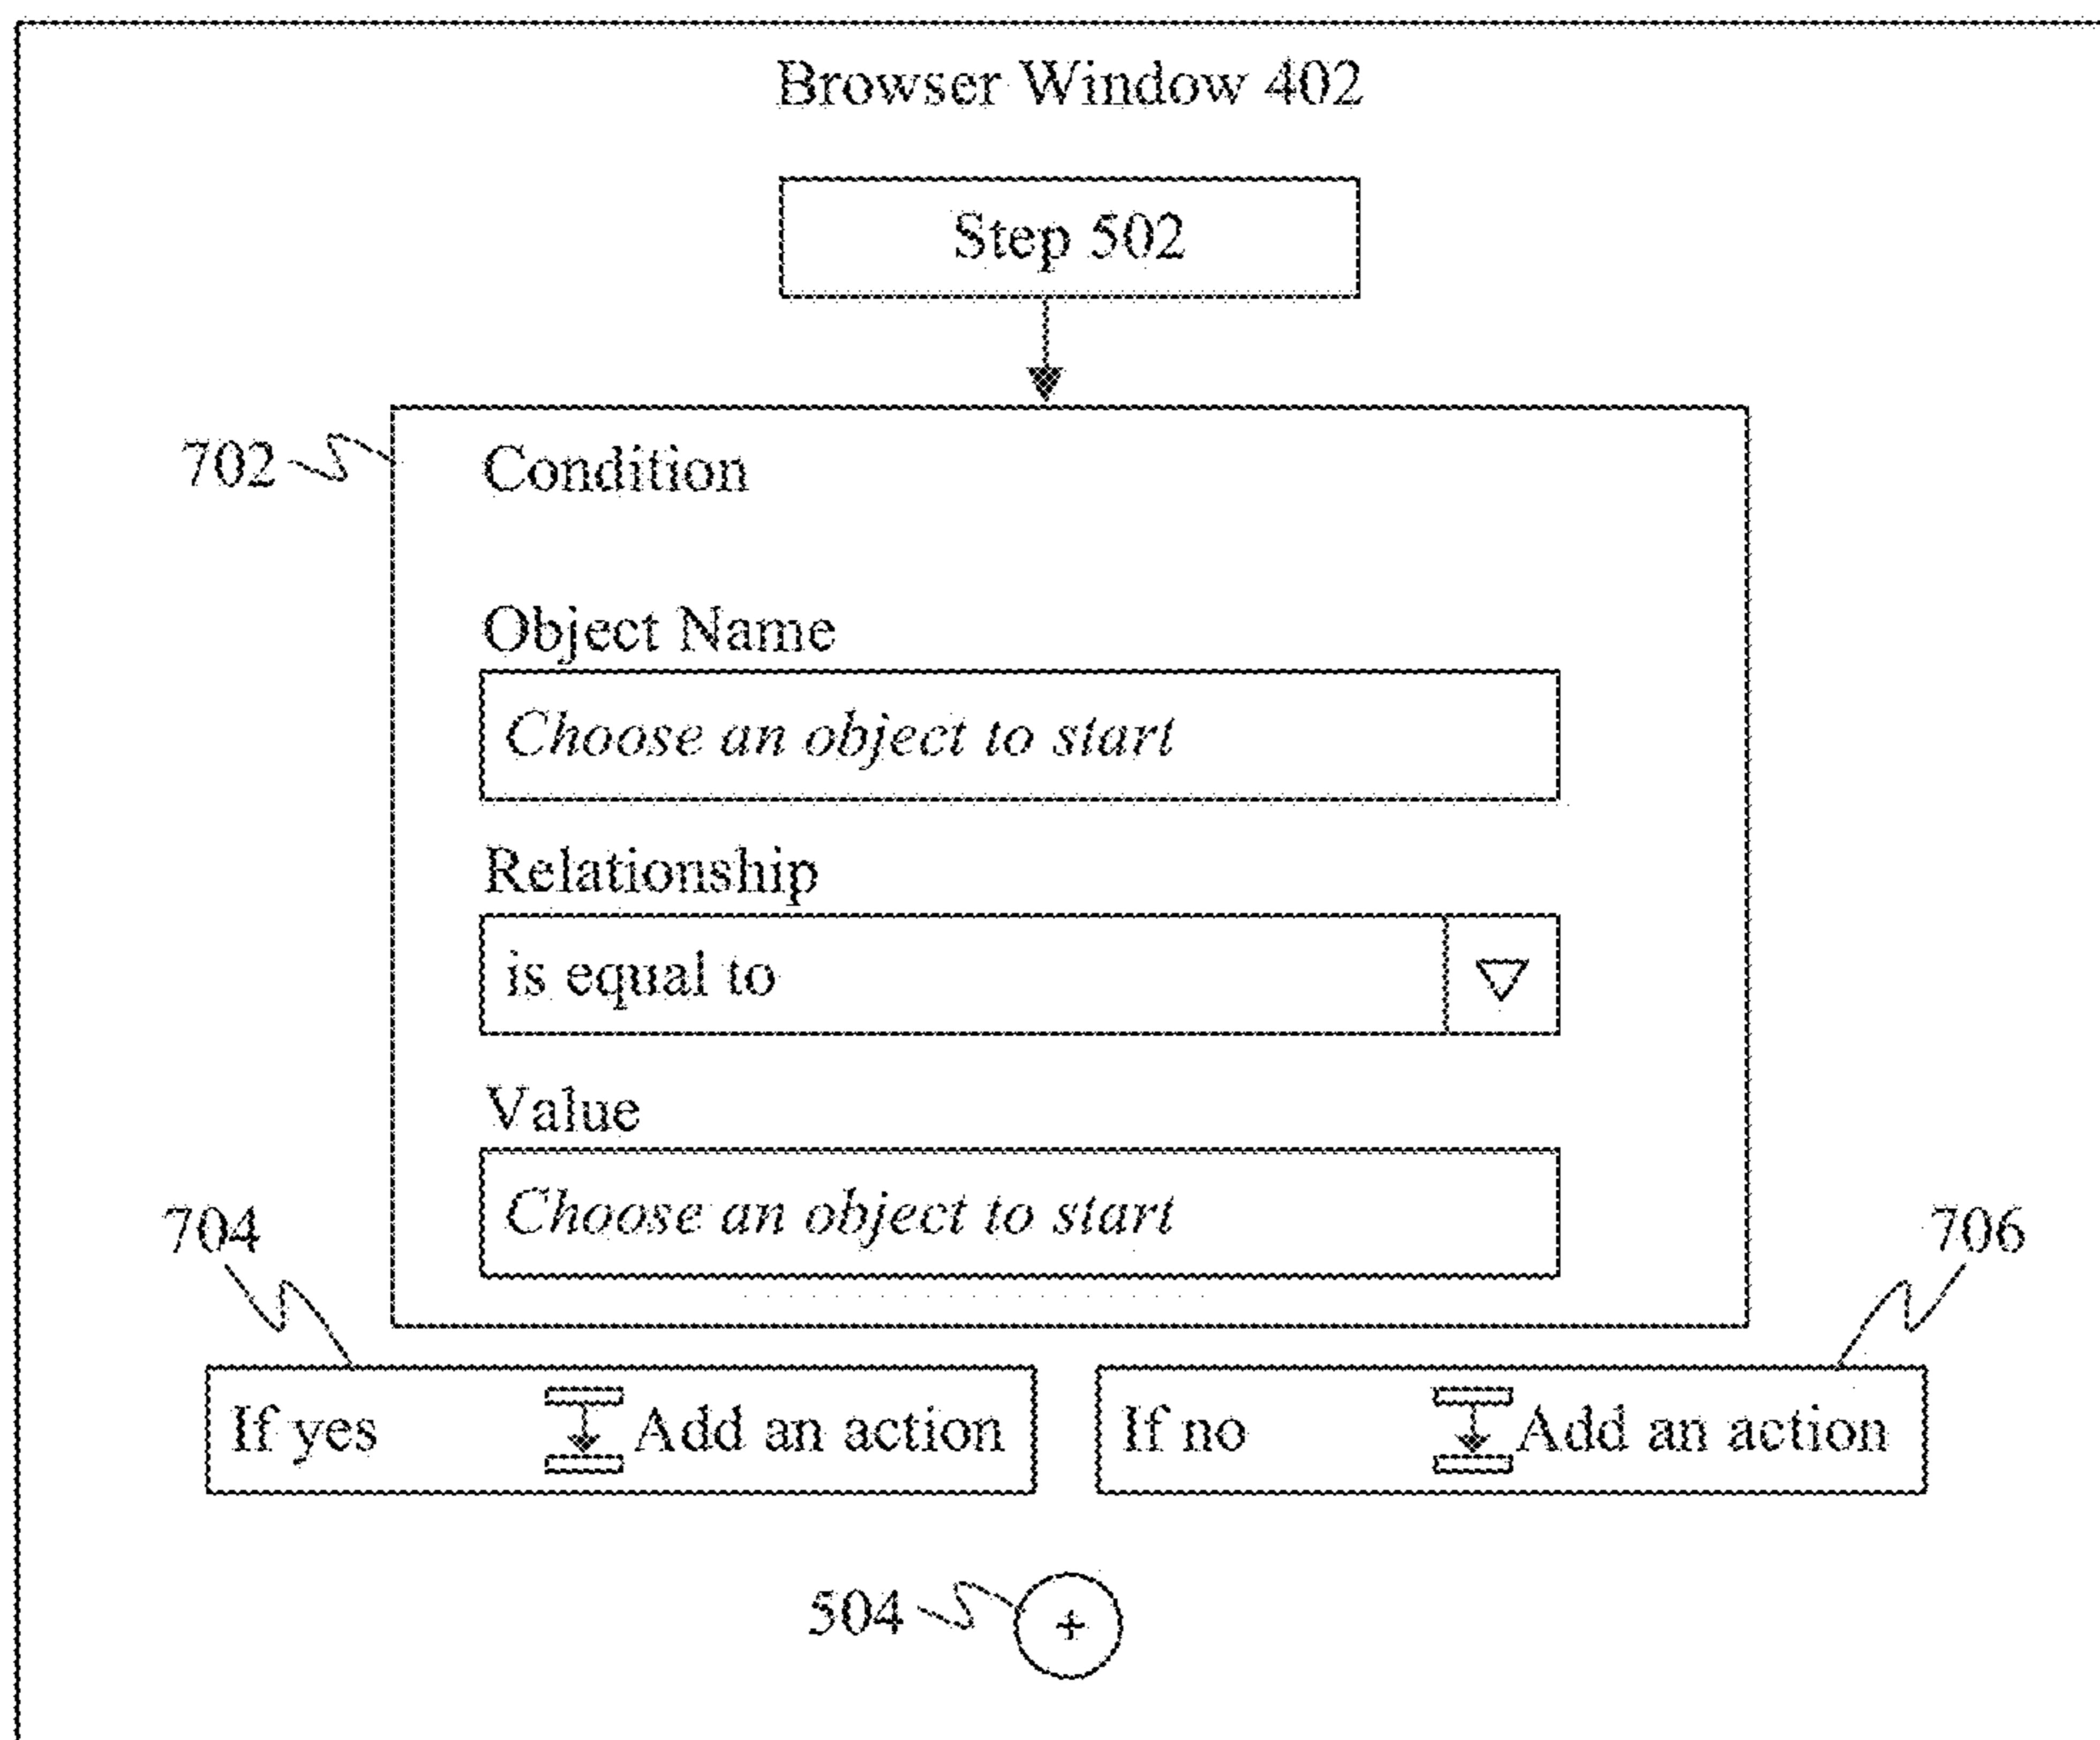 Browser Window 402
Step 502
702
Condition
Object Name
Choose an object to start
Relationship
is equal to
Value
Choose an object to start
704
706
If yes Add an action
If no Add an action
504
+